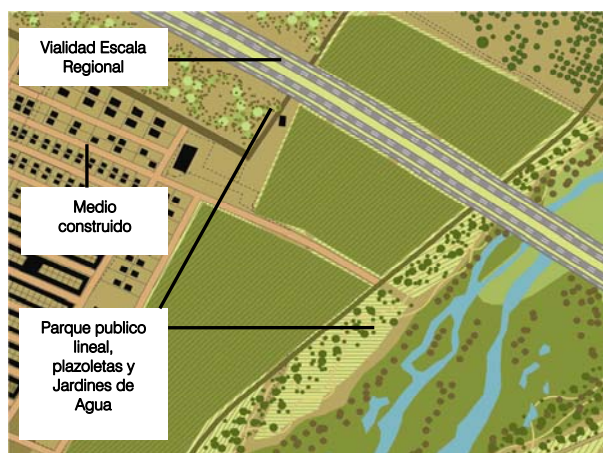 Vialidad Escala
Regional
Medio
construido
Parque publico
lineal,
plazoletas y
Jardines de
Agua